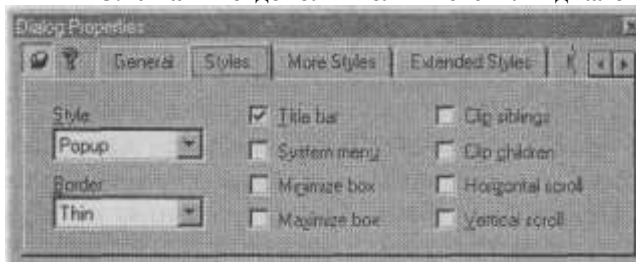 Dialog Properties
General Styles More Styles Extended Styles
Style Title bar Clip siblings
Popup System menu Clip children
Border Minimize box Horizontal scroll
Thin Maximize box Vertical scroll